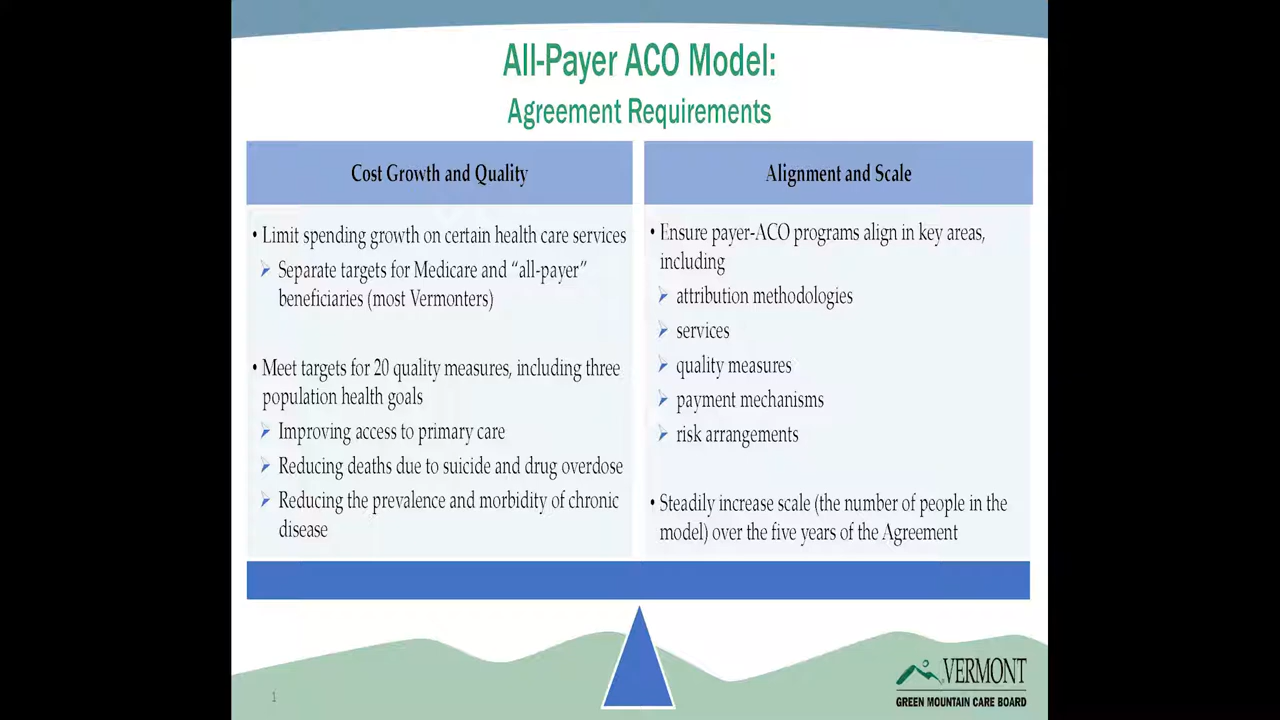 All-Payer ACO Model:
Agreement Requirements
Cost Growth and Quality
• Limit spending growth on certain health care services
Separate targets for Medicare and “all-payer”
beneficiaries (most Vermonters)
• Meet targets for 20 quality measures, including three
population health goals
Improving access to primary care
Reducing deaths due to suicide and drug overdose
Reducing the prevalence and morbidity of chronic
disease
Alignment and Scale
• Ensure payer-ACO programs align in key areas,
including
attribution methodologies
services
quality measures
payment mechanisms
risk arrangements
• Steadily increase scale (the number of people in the
model) over the five years of the Agreement
1
VERMONT
GREEN MOUNTAIN CARE BOARD